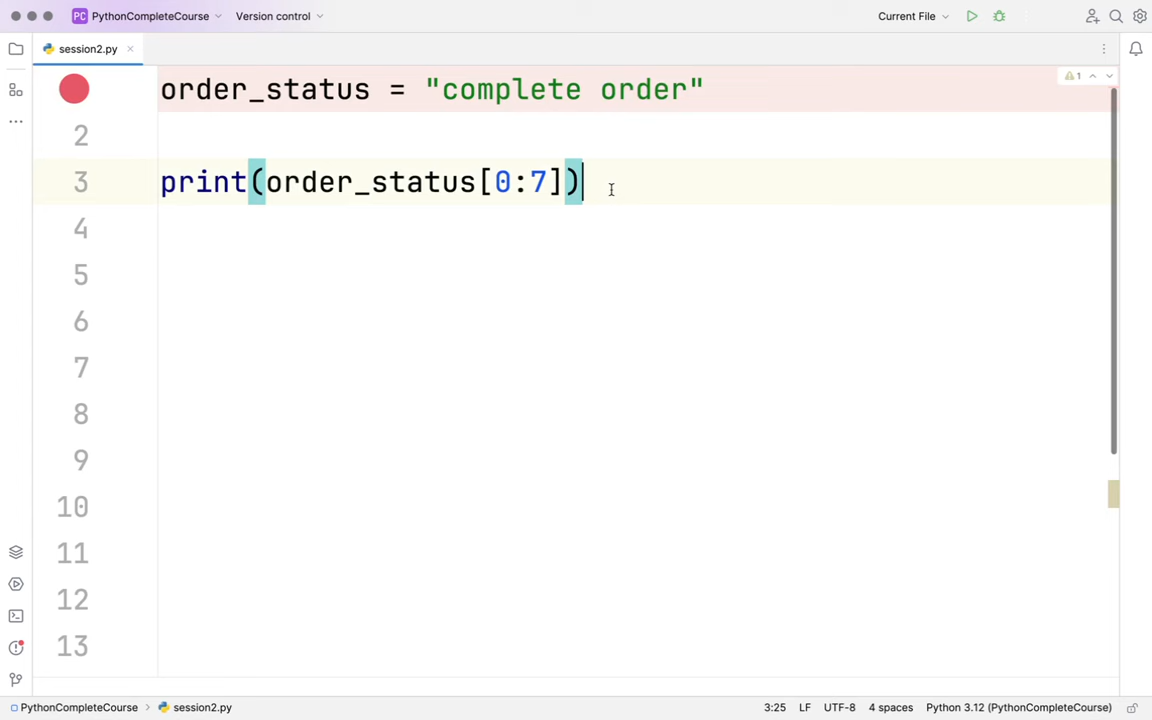 PC PythonCompleteCourse Version control Current File
session2.py
order_status = "complete order"
1
2
3 print(order_status[0:7])
4
5
6
7
8
9
10
11
12
13
PythonCompleteCourse session2.py 3:25 LF UTF-8 4 spaces Python 3.12 (PythonCompleteCourse)